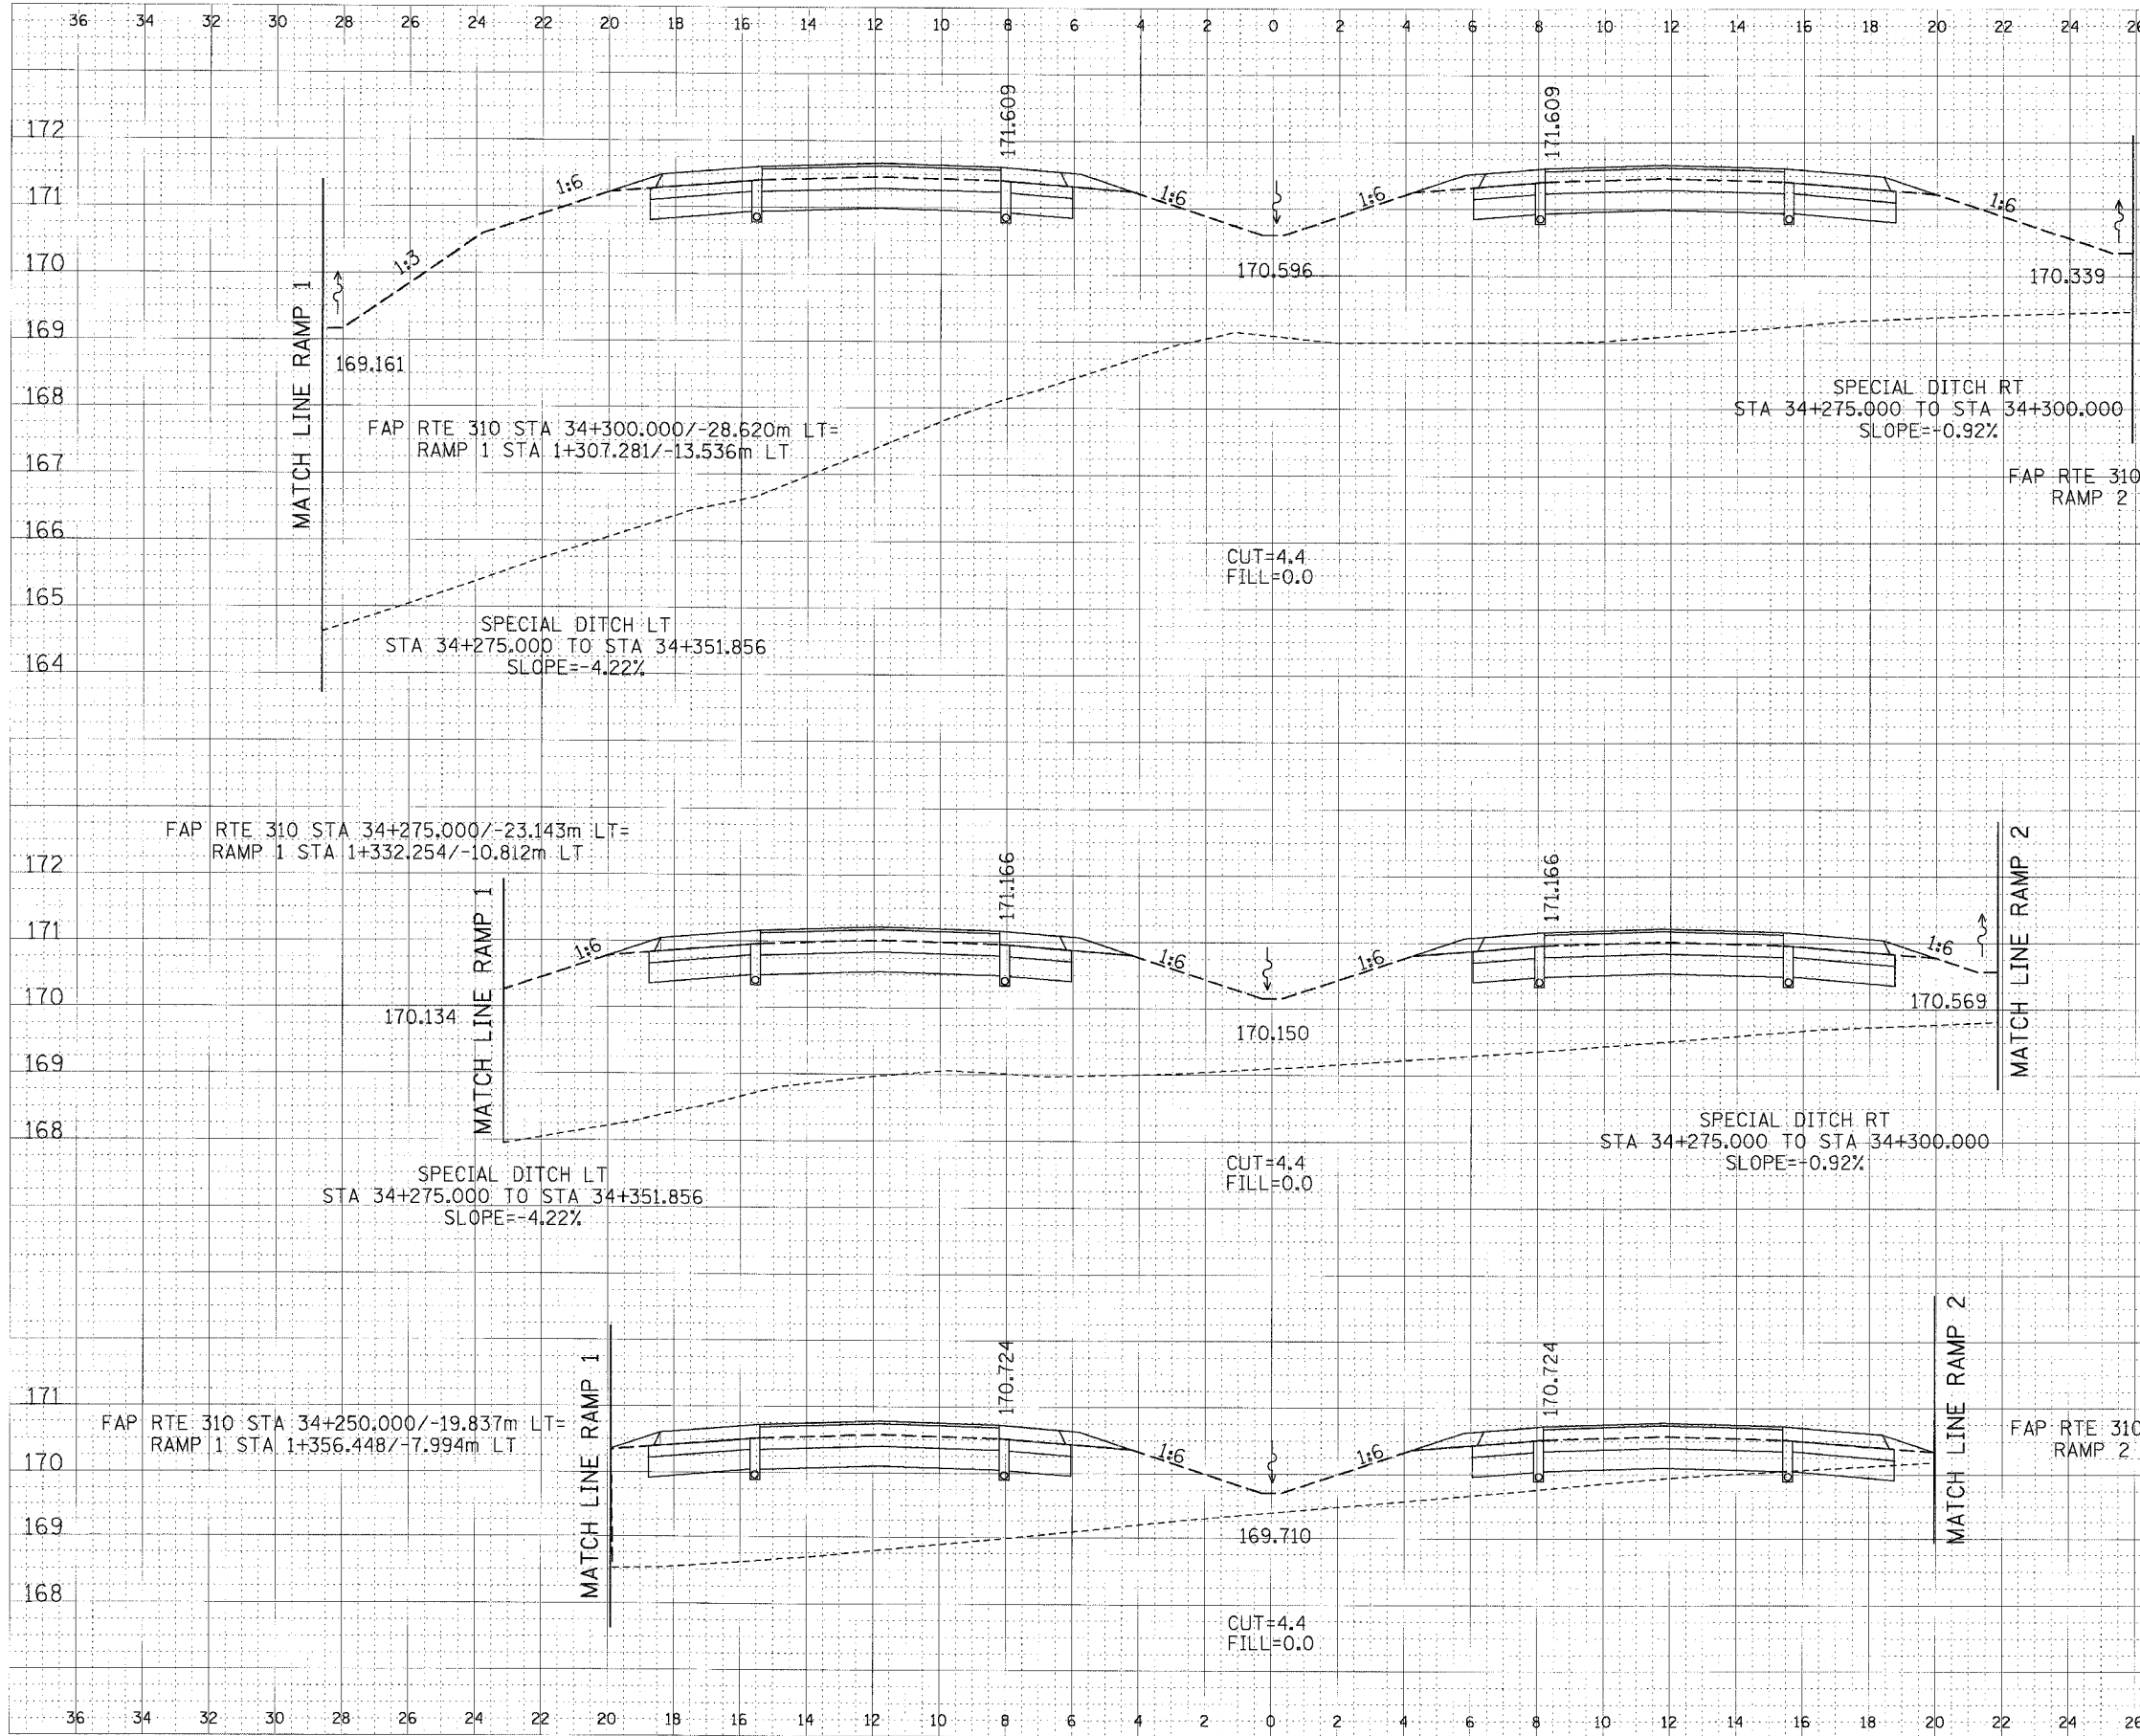 36 34 32 30 28 26 24 22 20 18 16 14 12 10 8 6 4 2 0 2 4 6 8 10 12 14 16 18 20 22 24 26
171.609
171.609
172
171
170
169
168
167
166
165
164
1:6
1:6
1:6
1:6
1:3
170.596
170.339
MATCH LINE RAMP 1
169.161
SPECIAL DITCH RT
STA 34+275.000 TO STA 34+300.000
SLOPE=-0.92%
FAP RTE 310 STA 34+300.000/-28.620m LT=
RAMP 1 STA 1+307.281/-13.536m LT
FAP RTE 310
RAMP 2
CUT=4.4
FILL=0.0
SPECIAL DITCH LT
STA 34+275.000 TO STA 34+351.856
SLOPE=-4.22%
FAP RTE 310 STA 34+275.000/-23.143m LT=
RAMP 1 STA 1+332.254/-10.812m LT
171.166
171.166
172
171
170
169
168
MATCH LINE RAMP 1
1:6
1:6
1:6
1:6
MATCH LINE RAMP 2
170.134
170.150
170.569
SPECIAL DITCH RT
STA 34+275.000 TO STA 34+300.000
SLOPE=-0.92%
CUT=4.4
FILL=0.0
SPECIAL DITCH LT
STA 34+275.000 TO STA 34+351.856
SLOPE=-4.22%
170.724
170.724
171
170
169
168
FAP RTE 310 STA 34+250.000/-19.837m LT=
RAMP 1 STA 1+356.448/-7.994m LT
MATCH LINE RAMP 1
1:6
1:6
MATCH LINE RAMP 2
FAP RTE 310
RAMP 2
169.710
CUT=4.4
FILL=0.0
36 34 32 30 28 26 24 22 20 18 16 14 12 10 8 6 4 2 0 2 4 6 8 10 12 14 16 18 20 22 24 26